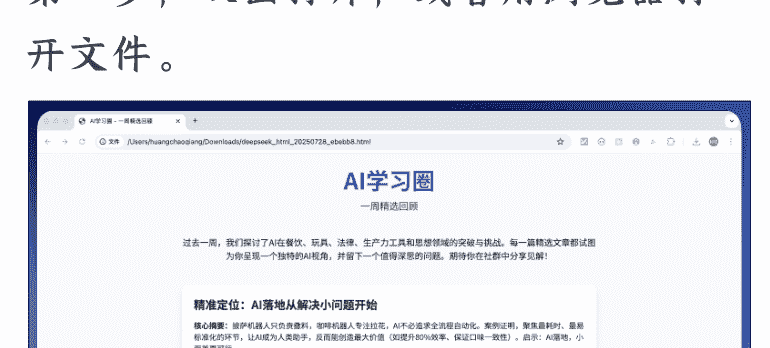 开文件。
AI学习圈 - 一周精选回顾
文件 /Users/huangchaoqiang/Downloads/deepseek_html_20250728_ebebb8.html
AI学习圈
一周精选回顾
过去一周，我们探讨了AI在餐饮、玩具、法律、生产力工具和思想领域的突破与挑战。每一篇精选文章都试图
为你呈现一个独特的AI视角，并留下一个值得深思的问题。期待你在社群中分享见解！
精准定位：AI落地从解决小问题开始
核心摘要：披萨机器人只负责叠料，咖啡机器人专注拉花，AI不必追求全流程自动化。案例证明，聚焦最耗时、最易
标准化的环节，让AI成为人类助手，反而能创造最大价值（如提升80%效率、保证口味一致性）。启示：AI落地，小